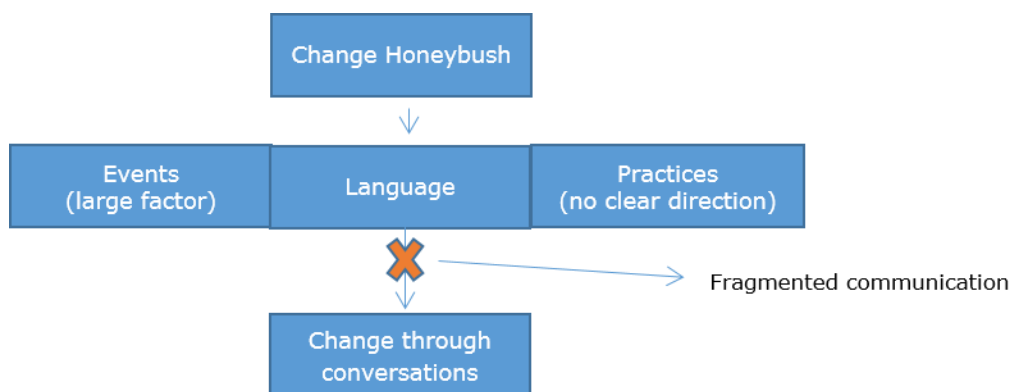 Change Honeybush
Events
(large factor)
Language
Practices
(no clear direction)
Fragmented communication
Change through
conversations